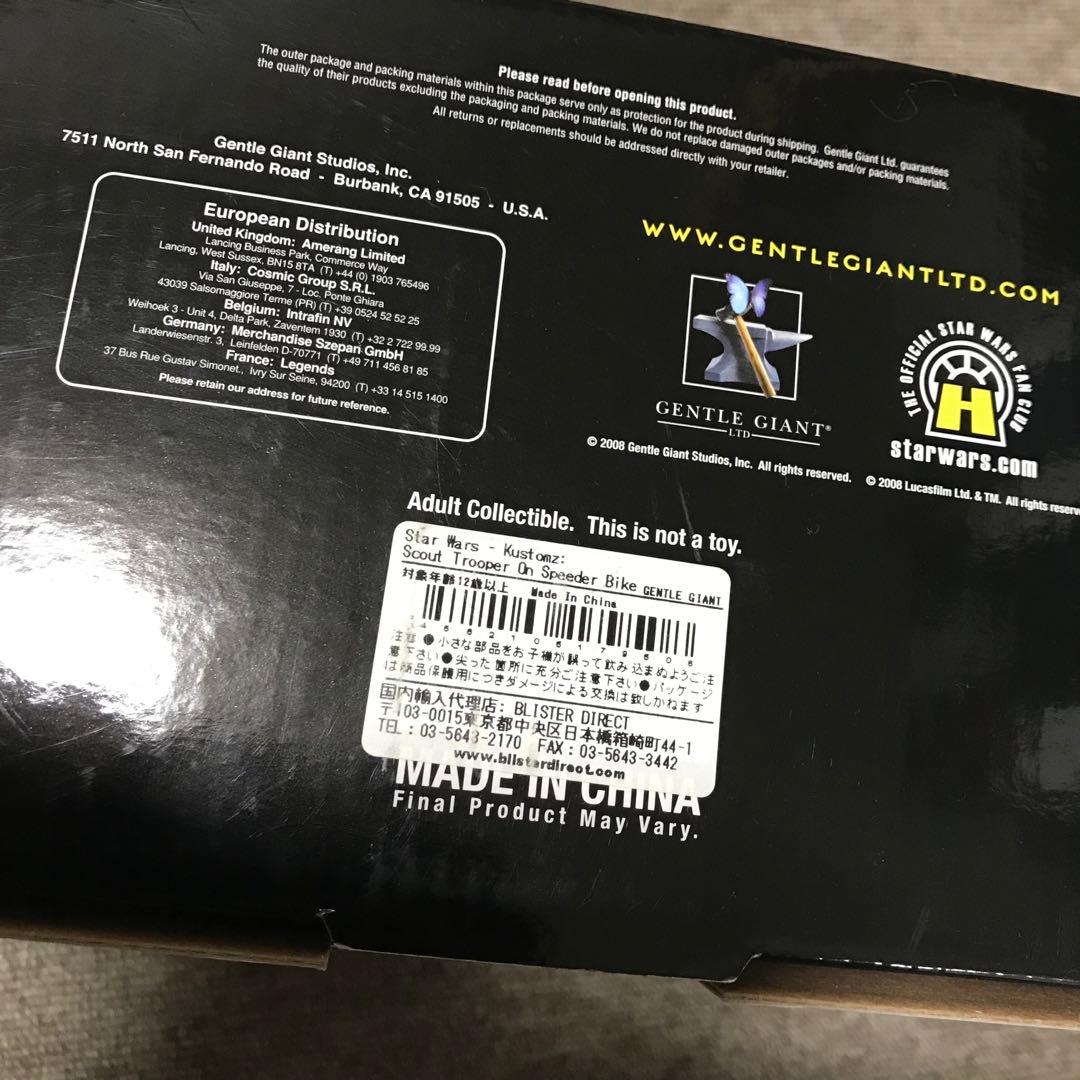 Please read before opening this product.
The outer package and packing materials within this package serve only as protection for the product during shipping. Gentle Giant Ltd. guarantees
the quality of their products excluding the packaging and packing materials. We do not replace damaged outer packages and/or packing materials.
All returns or replacements should be addressed directly with your retailer.
Gentle Giant Studios, Inc.
7511 North San Fernando Road - Burbank, CA 91505 - U.S.A.
European Distribution
United Kingdom: Amerang Limited
Lancing Business Park, Commerce Way
Lancing, West Sussex, BN15 8TA (T) +44 (0) 1903 765496
Italy: Cosmic Group S.R.L.
Via San Giuseppe, 7 - Loc. Ponte Ghiara
43039 Salsomaggiore Terme (PR) (T) +39 0524 52 52 25
Belgium: Intrafin NV
Weihoek 3 - Unit 4, Delta Park, Zaventem 1930 (T) +32 2 722 99.99
Germany: Merchandise Szepan GmbH
Landerwiesenstr. 3, Leinfelden D-70771 (T) +49 711 456 81 85
France: Legends
37 Bus Rue Gustav Simonet., Ivry Sur Seine, 94200 (T) +33 14 515 1400
Please retain our address for future reference.
WWW.GENTLEGIANTLTD.COM
GENTLE GIANT®
LTD
THE OFFICIAL STAR WARS FAN CLUB
H
starwars.com
© 2008 Gentle Giant Studios, Inc. All rights reserved.
© 2008 Lucasfilm Ltd. & TM. All rights reserv
Adult Collectible. This is not a toy.
Star Wars - Kustomz:
Scout Trooper On Speeder Bike GENTLE GIANT
対象年齢12歳以上 Made In China
注意●小さな部品をお子様が誤って飲み込まぬようご注
意下さい●尖った箇所に充分ご注意下さい●パッケージ
は商品保護用につきダメージによる交換は致しかねます
国内輸入代理店: BLISTER DIRECT
〒103-0015東京都中央区日本橋箱崎町44-1
TEL : 03-5643-2170 FAX : 03-5643-3442
www.blisterdirect.com
MADE IN CHINA
Final Product May Vary.